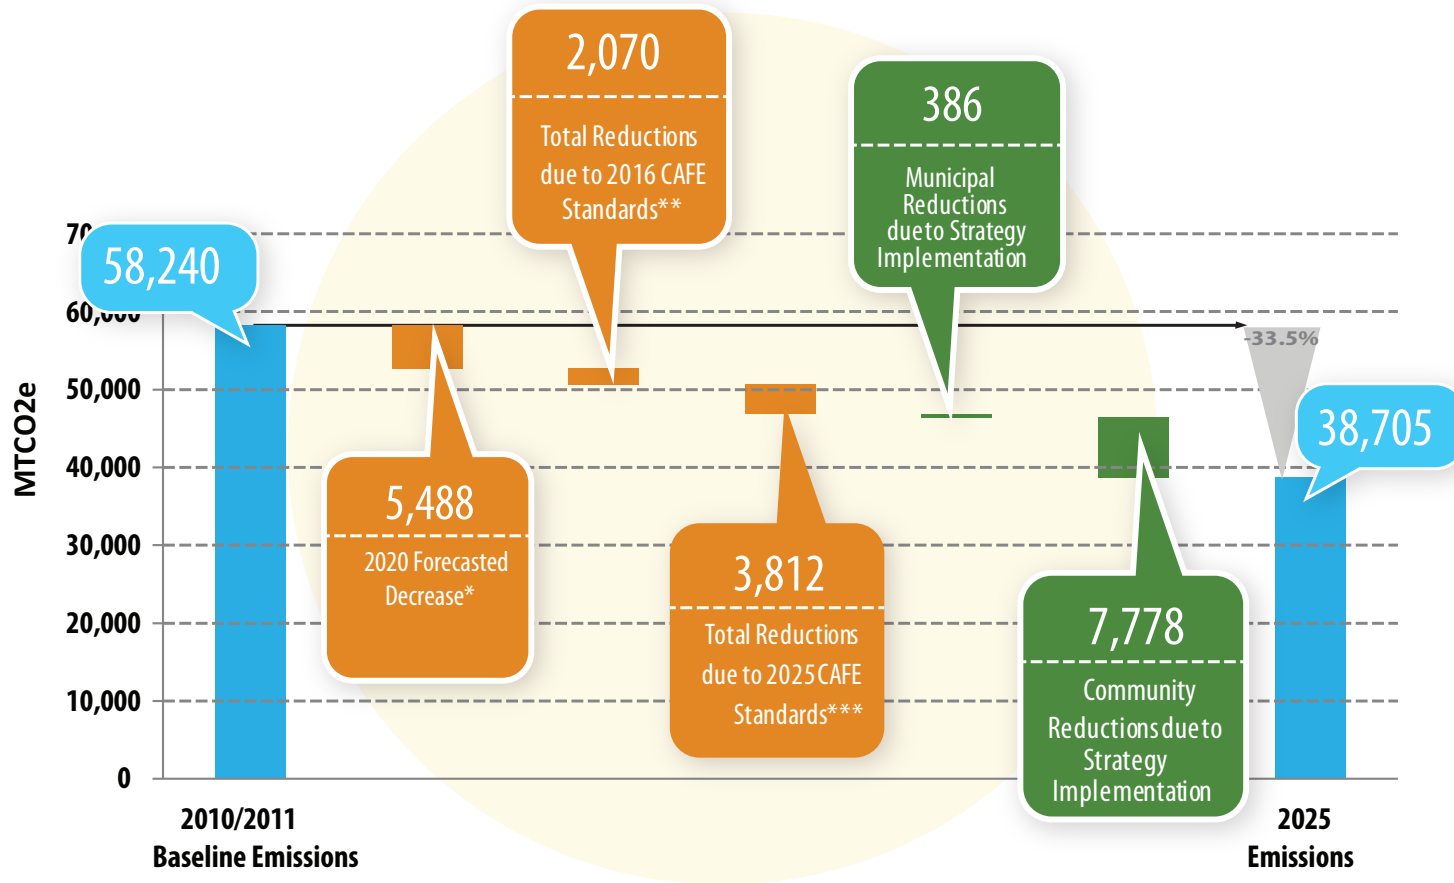 2,070
Total Reductions
due to 2016 CAFE
Standards**
386
Municipal
Reductions
due to Strategy
Implementation
58,240
60,000
50,000
40,000
30,000
20,000
10,000
0
MTCO2e
-33.5%
38,705
5,488
2020 Forecasted
Decrease*
3,812
Total Reductions
due to 2025 CAFE
Standards***
7,778
Community
Reductions due to
Strategy
Implementation
2010/2011
Baseline Emissions
2025
Emissions